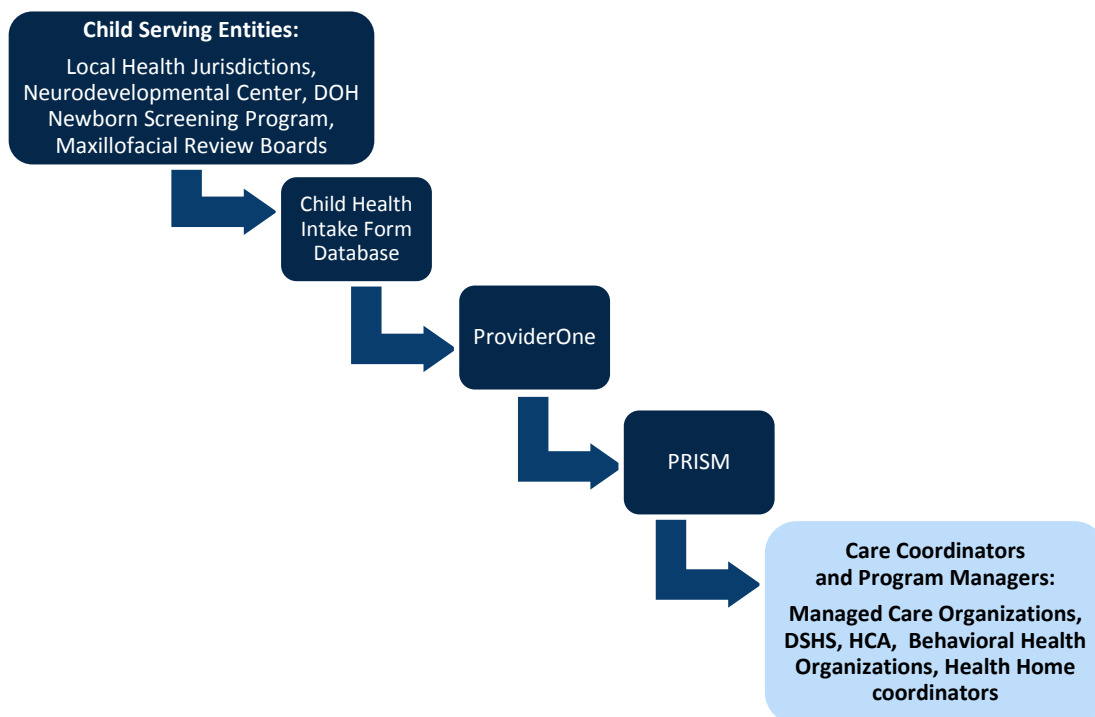 Child Serving Entities:
Local Health Jurisdictions,
Neurodevelopmental Center, DOH
Newborn Screening Program,
Maxillofacial Review Boards
Child Health
Intake Form
Database
ProviderOne
PRISM
Care Coordinators
and Program Managers:
Managed Care Organizations,
DSHS, HCA,  Behavioral Health
Organizations, Health Home
coordinators